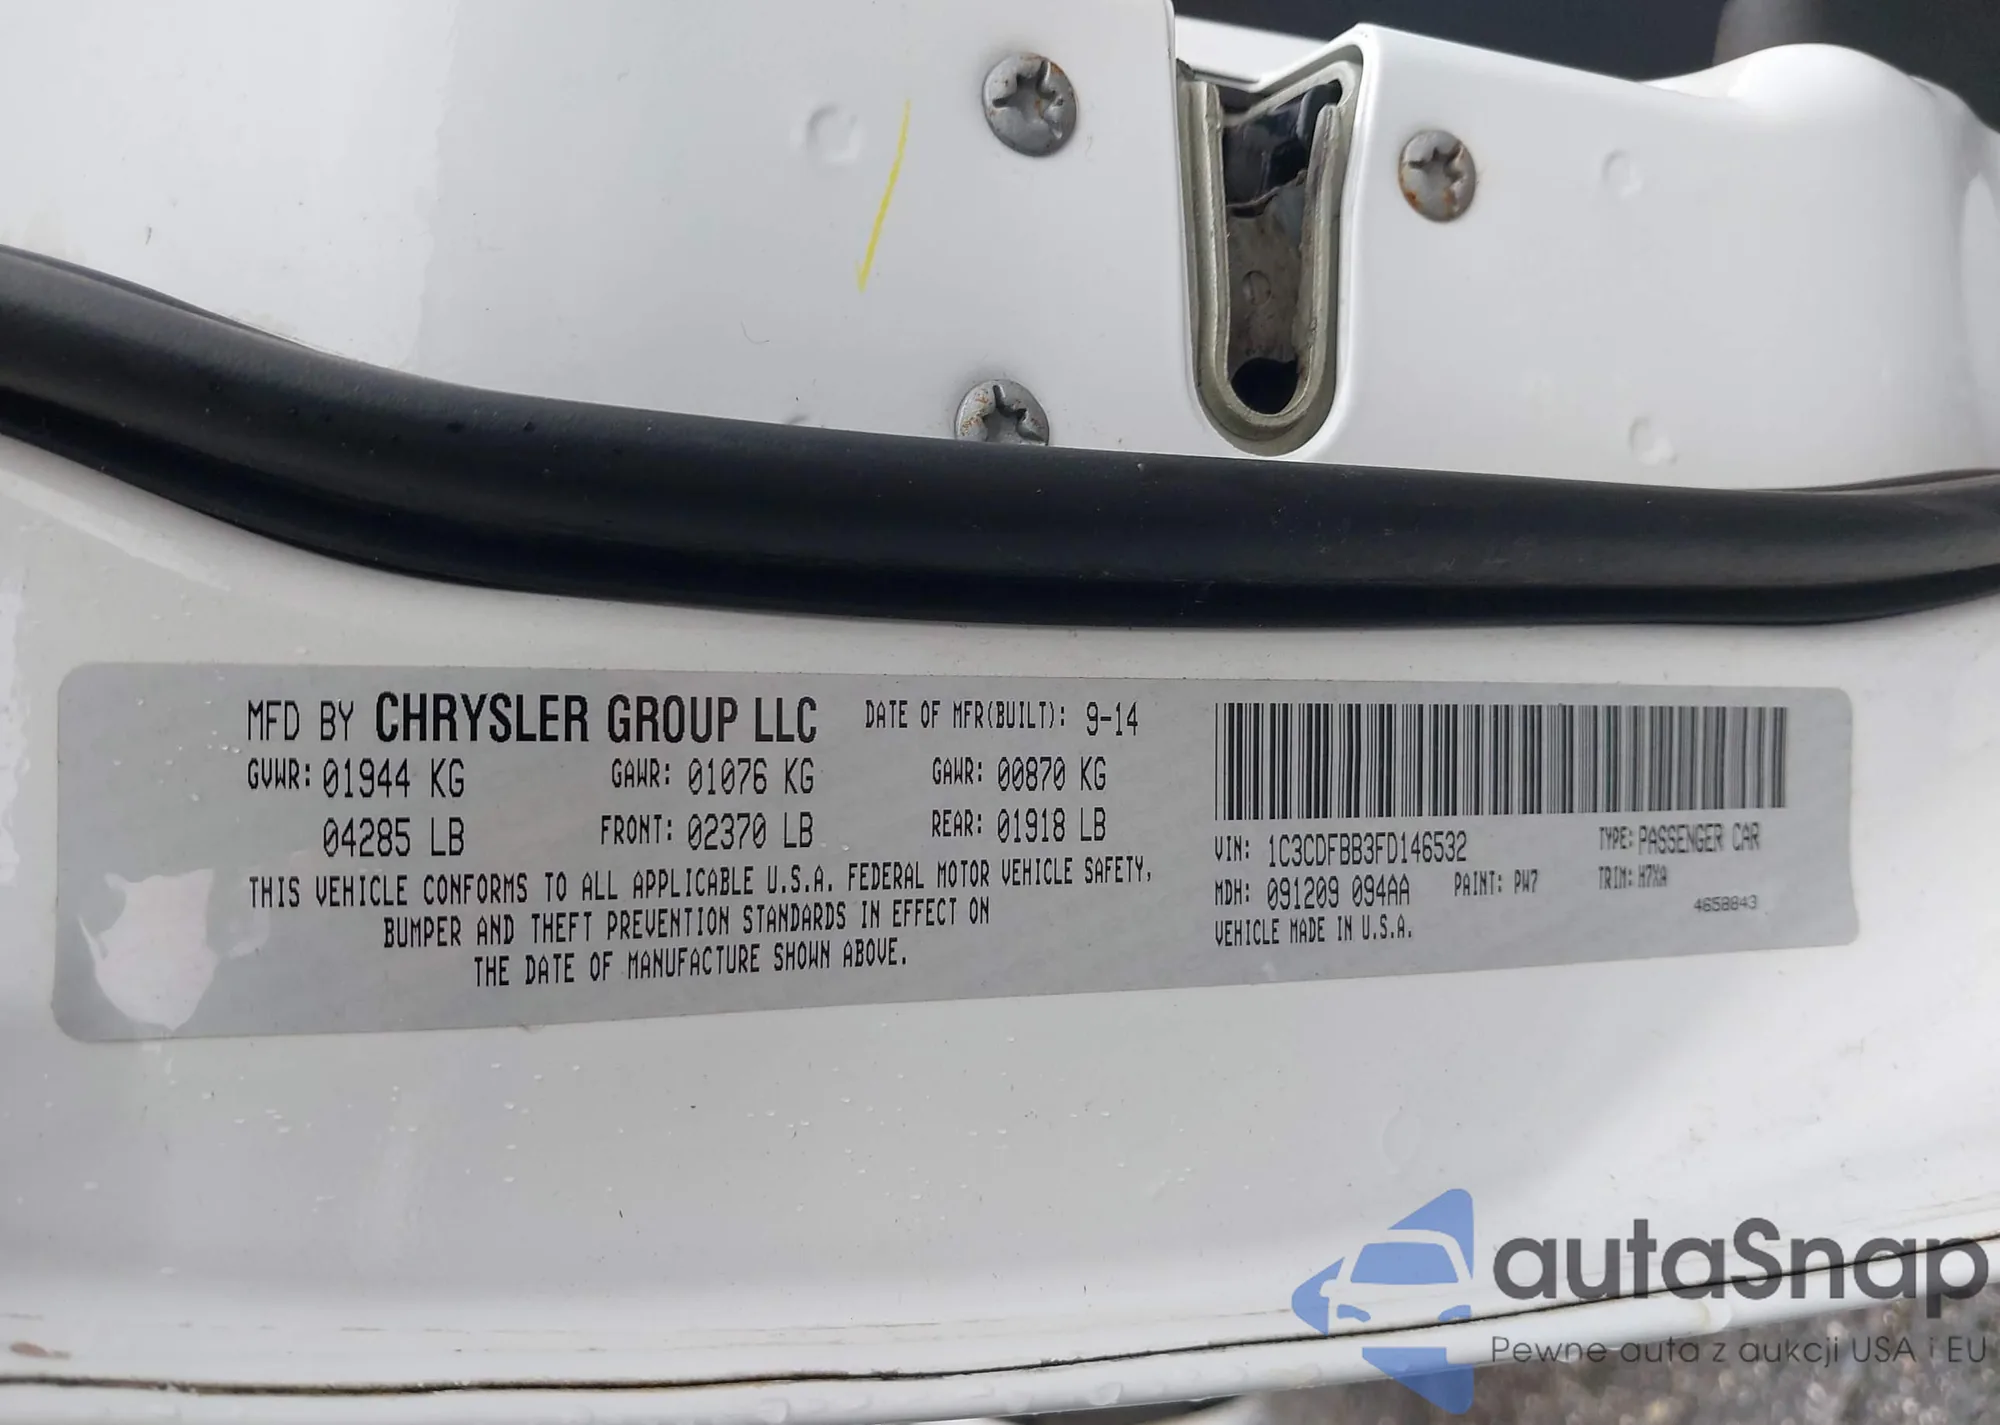 MFD BY CHRYSLER GROUP LLC DATE OF MFR(BUILT): 9-14
GVWR: 01944 KG GAWR: 01076 KG GAWR: 00870 KG
04285 LB FRONT: 02370 LB REAR: 01918 LB
THIS VEHICLE CONFORMS TO ALL APPLICABLE U.S.A. FEDERAL MOTOR VEHICLE SAFETY,
BUMPER AND THEFT PREVENTION STANDARDS IN EFFECT ON
THE DATE OF MANUFACTURE SHOWN ABOVE.
VIN: 1C3CDFBB3FD146532 TYPE: PASSENGER CAR
MDH: 091209 094AA PAINT: PW7 TRIM: H7XA
4658843
VEHICLE MADE IN U.S.A.
autaSnap
Pewne auta z aukcji USA i EU